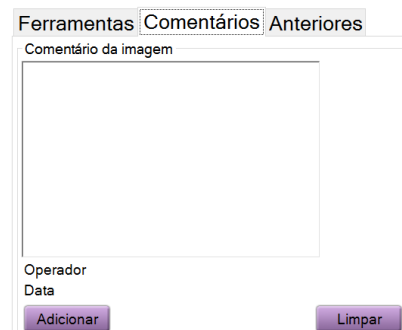 Ferramentas Comentários Anteriores
Comentário da imagem
Operador
Data
Adicionar Limpar